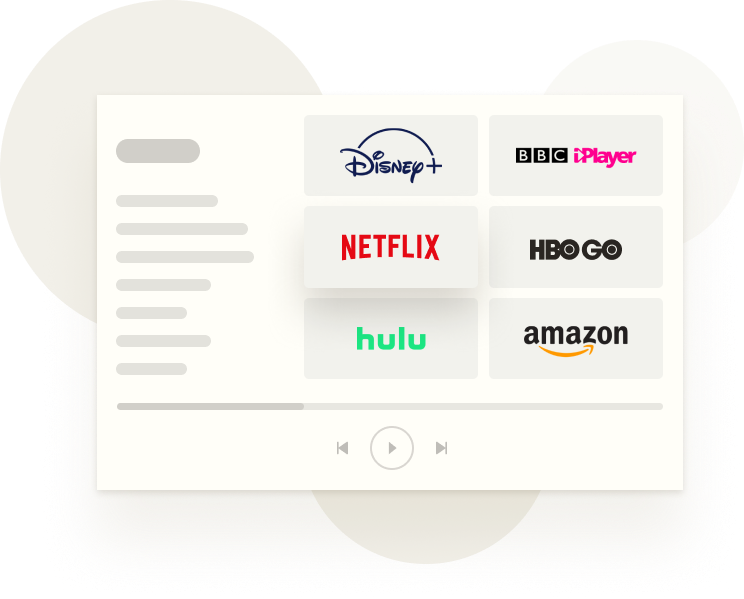 Disney+
BBC iPlayer
NETFLIX
HBO GO
hulu
amazon